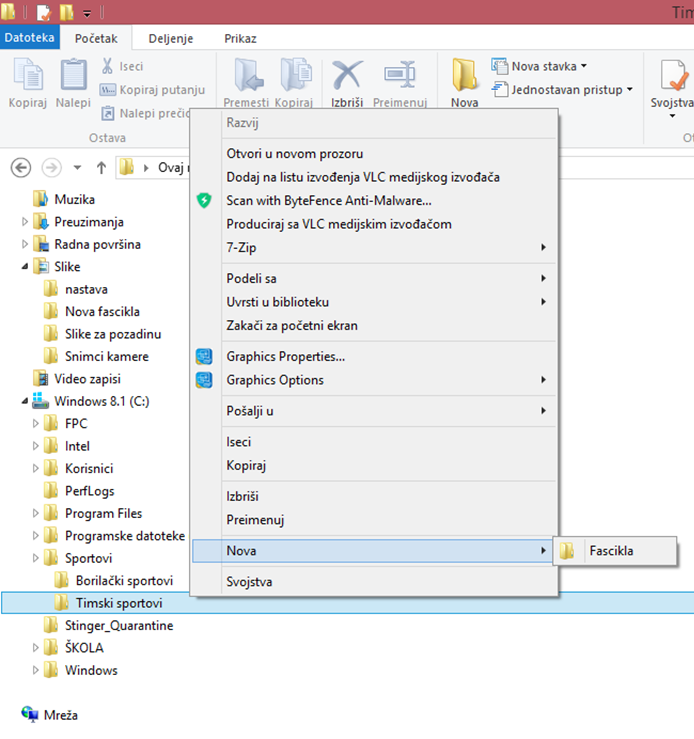 Tim
Datoteka Početak Deljenje Prikaz
Kopiraj
Nalepi
Iseci
Kopiraj putanju
Nalepi prečic
Ostava
Premesti
Kopiraj
Izbriši
Preimenuj
Nova
Nova stavka
Jednostavan pristup
Svojstva
Ot
Ovaj r
Muzika
Preuzimanja
Radna površina
Slike
nastava
Nova fascikla
Slike za pozadinu
Snimci kamere
Video zapisi
Windows 8.1 (C:)
FPC
Intel
Korisnici
PerfLogs
Program Files
Programske datoteke
Sportovi
Borilački sportovi
Timski sportovi
Stinger_Quarantine
ŠKOLA
Windows
Mreža
Razvij
Otvori u novom prozoru
Dodaj na listu izvođenja VLC medijskog izvođača
Scan with ByteFence Anti-Malware...
Produciraj sa VLC medijskim izvođačom
7-Zip
Podeli sa
Uvrsti u biblioteku
Zakači za početni ekran
Graphics Properties...
Graphics Options
Pošalji u
Iseci
Kopiraj
Izbriši
Preimenuj
Nova
Fascikla
Svojstva